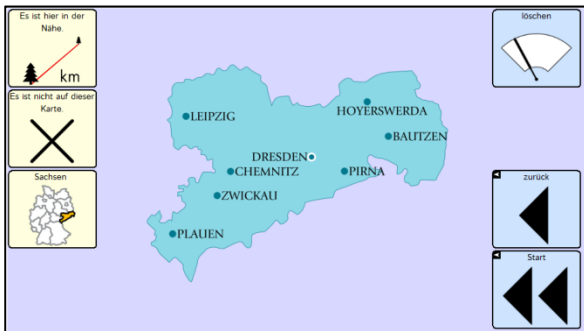 Es ist hier in der
Nähe.
km
Es ist nicht auf dieser
Karte.
Sachsen
LEIPZIG
HOYERSWERDA
BAUTZEN
DRESDEN
CHEMNITZ
PIRNA
ZWICKAU
PLAUEN
löschen
zurück
Start